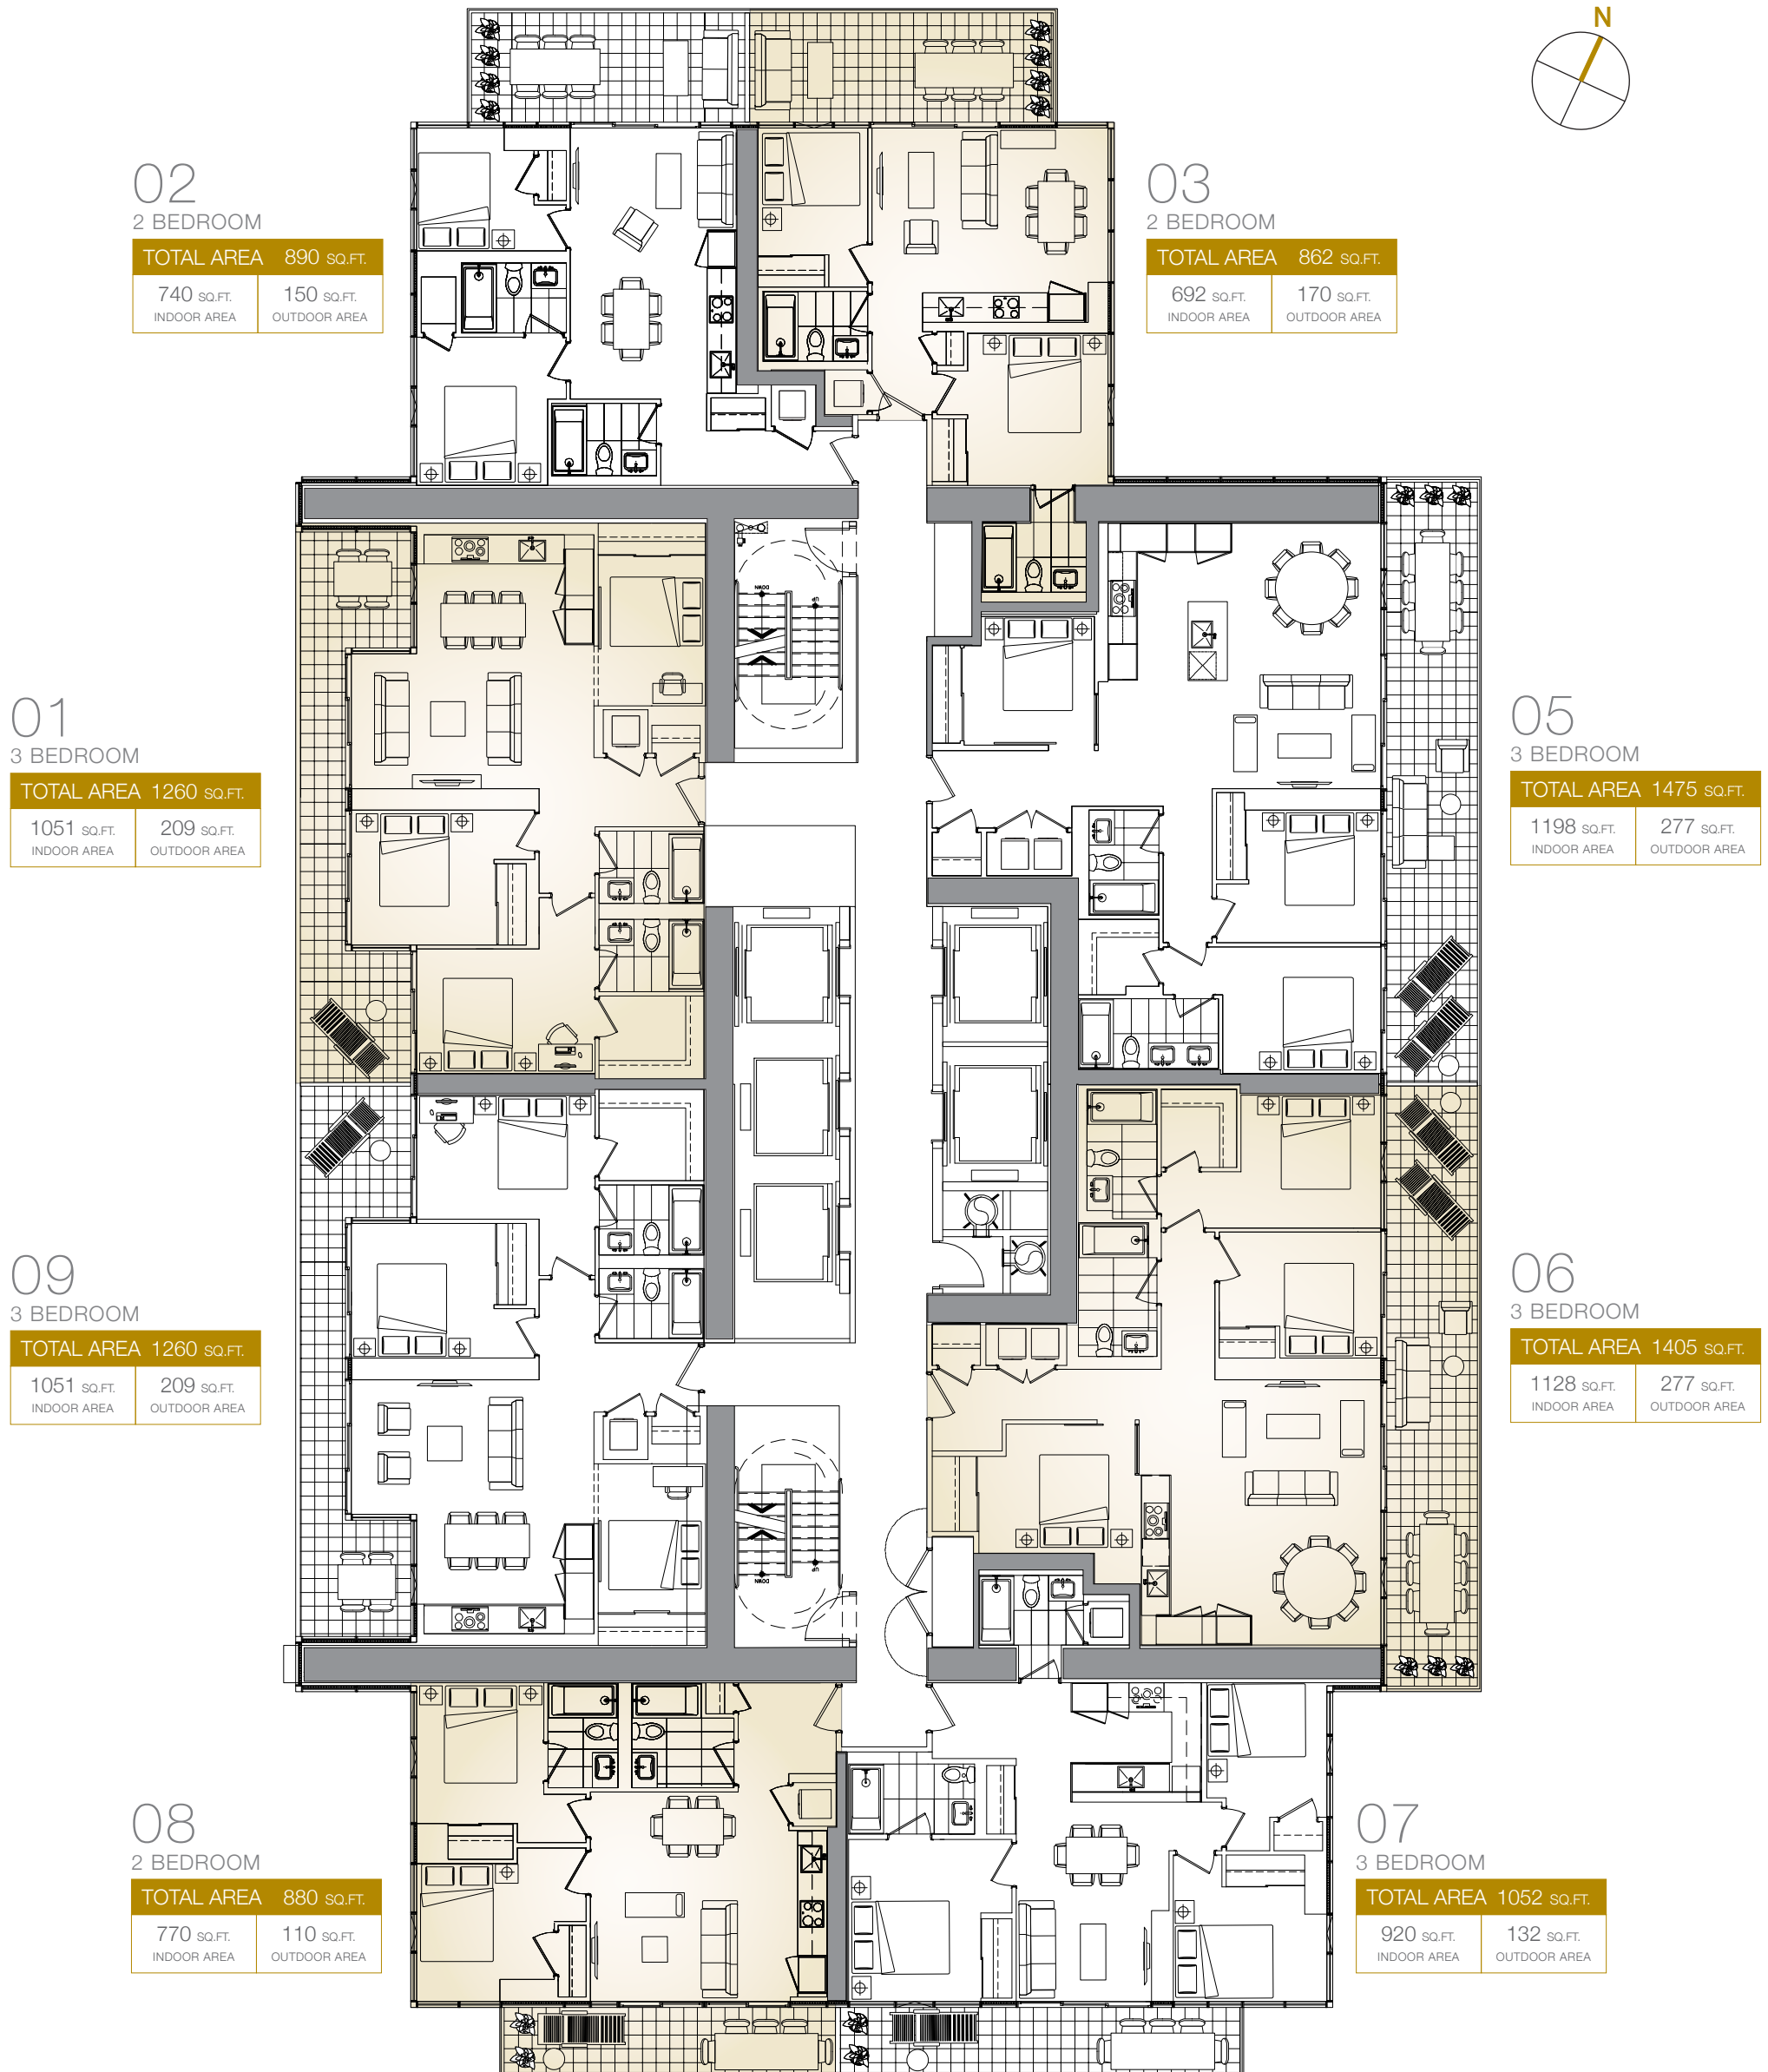 N
02
2 BEDROOM
TOTAL AREA 890 SQ.FT.
740 SQ.FT. 150 SQ.FT.
INDOOR AREA OUTDOOR AREA
03
2 BEDROOM
TOTAL AREA 862 SQ.FT.
692 SQ.FT. 170 SQ.FT.
INDOOR AREA OUTDOOR AREA
DOWN
UP
01
3 BEDROOM
TOTAL AREA 1260 SQ.FT.
1051 SQ.FT. 209 SQ.FT.
INDOOR AREA OUTDOOR AREA
05
3 BEDROOM
TOTAL AREA 1475 SQ.FT.
1198 SQ.FT. 277 SQ.FT.
INDOOR AREA OUTDOOR AREA
09
3 BEDROOM
TOTAL AREA 1260 SQ.FT.
1051 SQ.FT. 209 SQ.FT.
INDOOR AREA OUTDOOR AREA
06
3 BEDROOM
TOTAL AREA 1405 SQ.FT.
1128 SQ.FT. 277 SQ.FT.
INDOOR AREA OUTDOOR AREA
UP
DOWN
08
2 BEDROOM
TOTAL AREA 880 SQ.FT.
770 SQ.FT. 110 SQ.FT.
INDOOR AREA OUTDOOR AREA
07
3 BEDROOM
TOTAL AREA 1052 SQ.FT.
920 SQ.FT. 132 SQ.FT.
INDOOR AREA OUTDOOR AREA